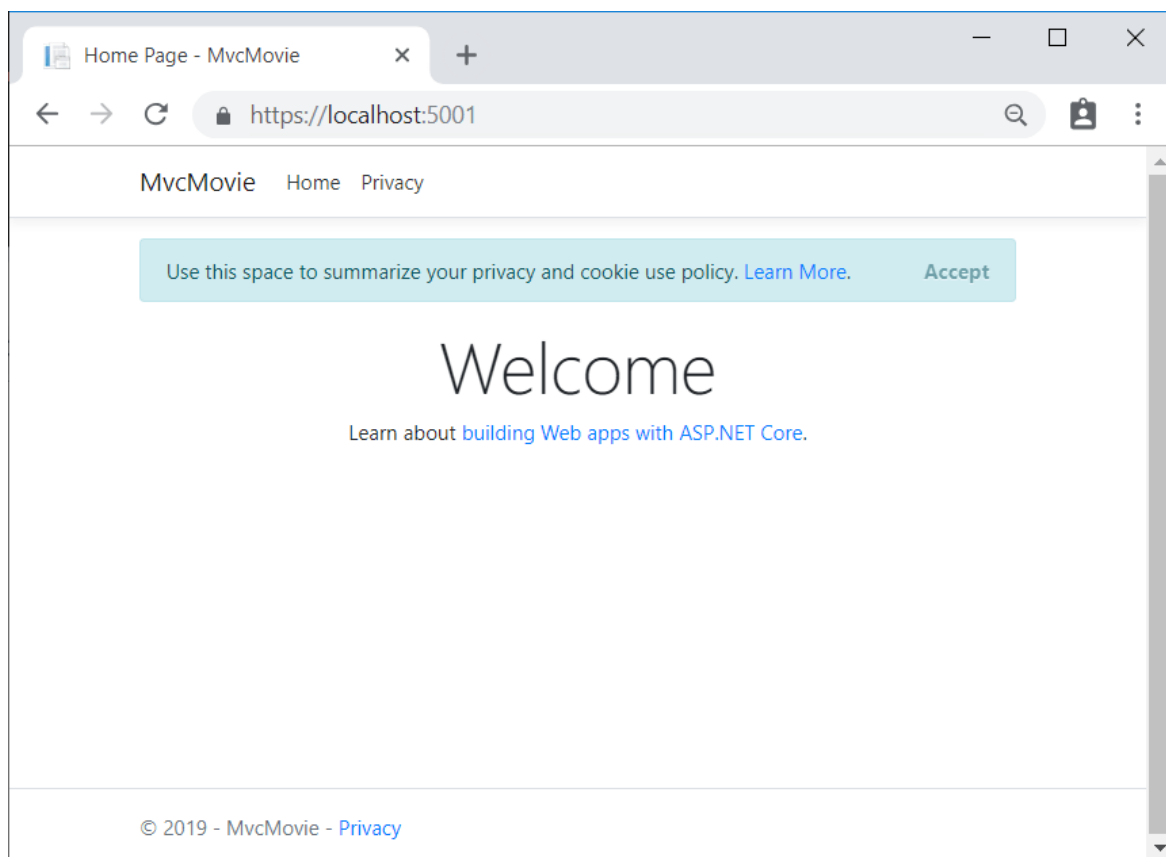 Home Page - MvcMovie
https://localhost:5001
MvcMovie Home Privacy
Use this space to summarize your privacy and cookie use policy. Learn More. Accept
Welcome
Learn about building Web apps with ASP.NET Core.
© 2019 - MvcMovie - Privacy